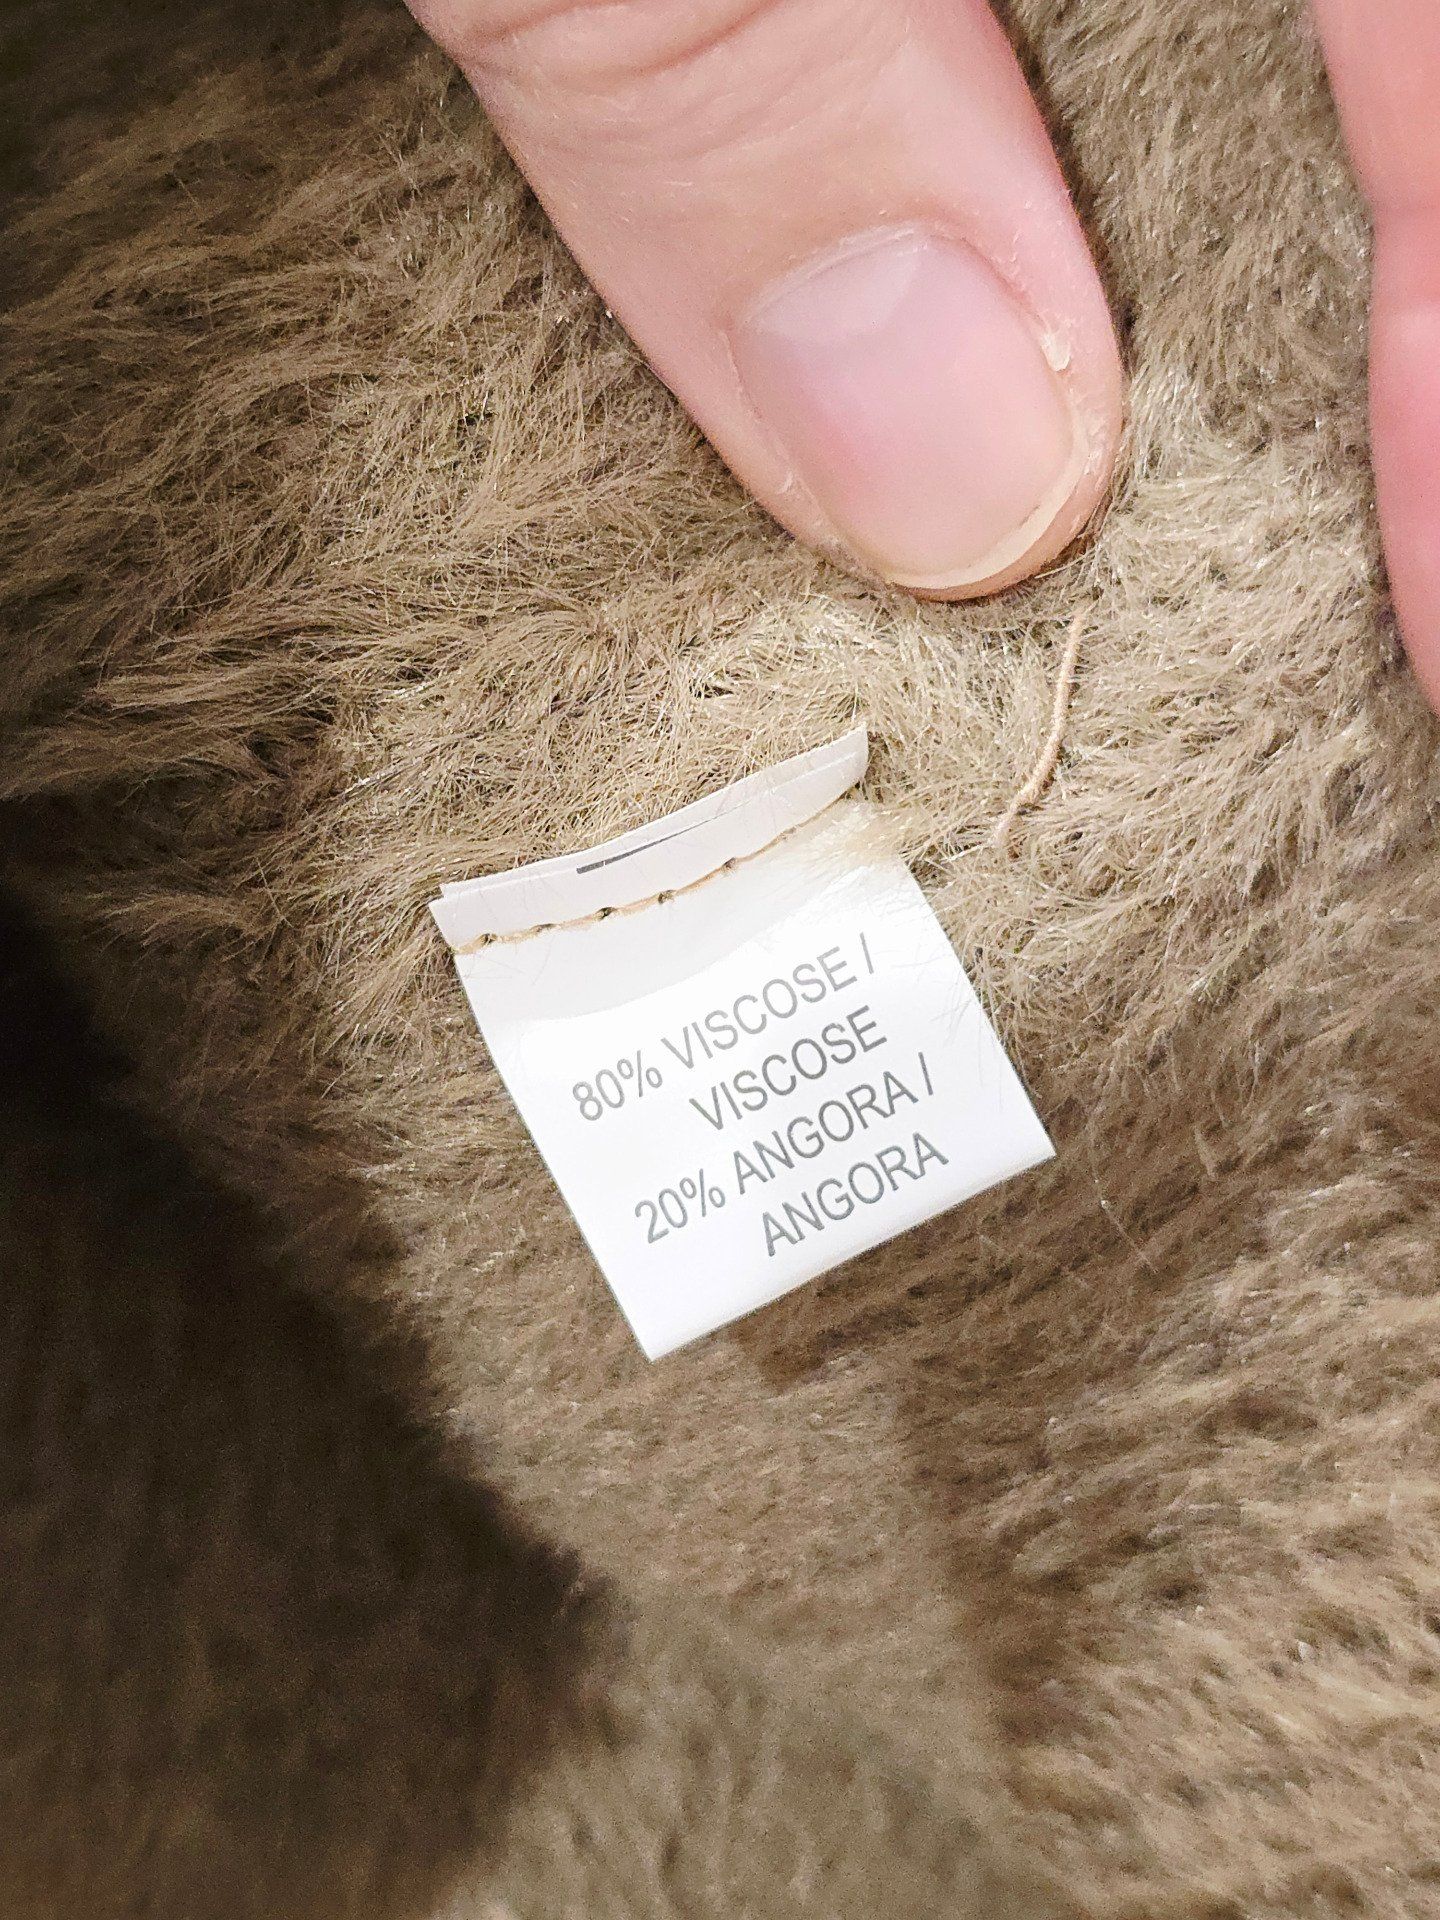 80% VISCOSE /
VISCOSE
20% ANGORA /
ANGORA